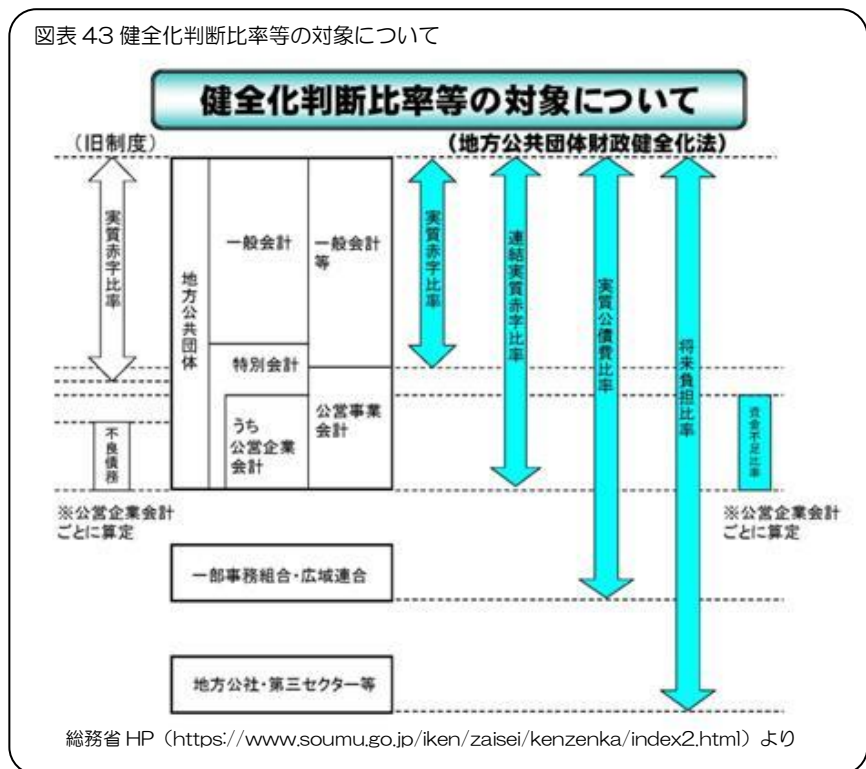 図表 43 健全化判断比率等の対象について
健全化判断比率等の対象について
（旧制度）
（地方公共団体財政健全化法）
実質赤字比率
地方公共団体
一般会計
一般会計
等
実質赤字比率
連結実質赤字比率
実質公債費比率
将来負担比率
特別会計
うち
公営企業
会計
公営事業
会計
不良債務
資金不足比率
※公営企業会計
ごとに算定
※公営企業会計
ごとに算定
一部事務組合・広域連合
地方公社・第三セクター等
総務省 HP（https://www.soumu.go.jp/iken/zaisei/kenzenka/index2.html）より